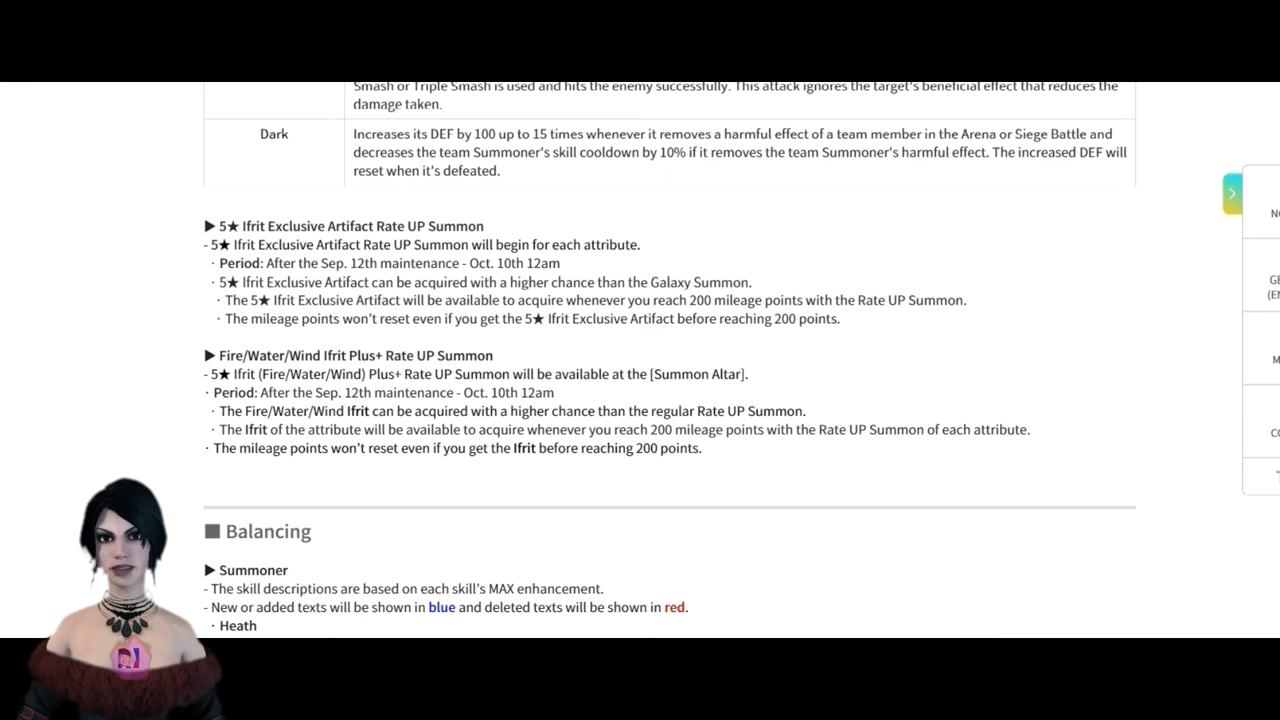 Smash or Triple Smash is used and hits the enemy successfully. This attack ignores the target's beneficial effect that reduces the
damage taken.
Dark
Increases its DEF by 100 up to 15 times whenever it removes a harmful effect of a team member in the Arena or Siege Battle and
decreases the team Summoner's skill cooldown by 10% if it removes the team Summoner's harmful effect. The increased DEF will
reset when it's defeated.
▶ 5★ Ifrit Exclusive Artifact Rate UP Summon
- 5★ Ifrit Exclusive Artifact Rate UP Summon will begin for each attribute.
· Period: After the Sep. 12th maintenance - Oct. 10th 12am
· 5★ Ifrit Exclusive Artifact can be acquired with a higher chance than the Galaxy Summon.
· The 5★ Ifrit Exclusive Artifact will be available to acquire whenever you reach 200 mileage points with the Rate UP Summon.
· The mileage points won't reset even if you get the 5★ Ifrit Exclusive Artifact before reaching 200 points.
▶ Fire/Water/Wind Ifrit Plus+ Rate UP Summon
- 5★ Ifrit (Fire/Water/Wind) Plus+ Rate UP Summon will be available at the [Summon Altar].
· Period: After the Sep. 12th maintenance - Oct. 10th 12am
· The Fire/Water/Wind Ifrit can be acquired with a higher chance than the regular Rate UP Summon.
· The Ifrit of the attribute will be available to acquire whenever you reach 200 mileage points with the Rate UP Summon of each attribute.
· The mileage points won't reset even if you get the Ifrit before reaching 200 points.
■ Balancing
▶ Summoner
- The skill descriptions are based on each skill's MAX enhancement.
- New or added texts will be shown in blue and deleted texts will be shown in red.
· Heath